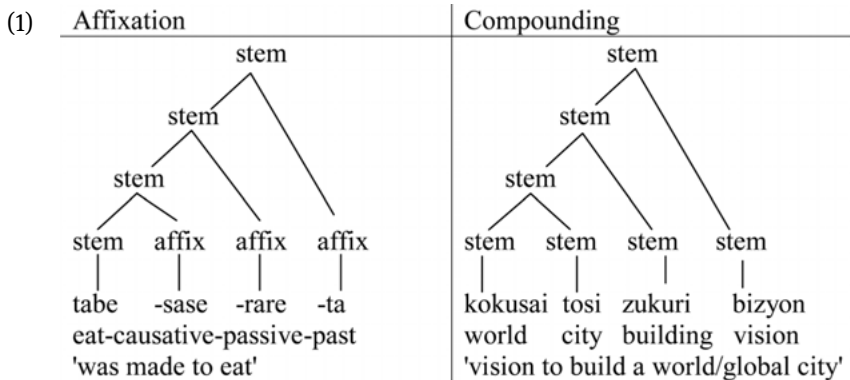 (1) Affixation Compounding
stem stem
stem stem
stem stem
stem affix affix affix stem stem stem stem
tabe -sase -rare -ta kokusai tosi zukuri bizyon
eat-causative-passive-past world city building vision
'was made to eat' 'vision to build a world/global city'